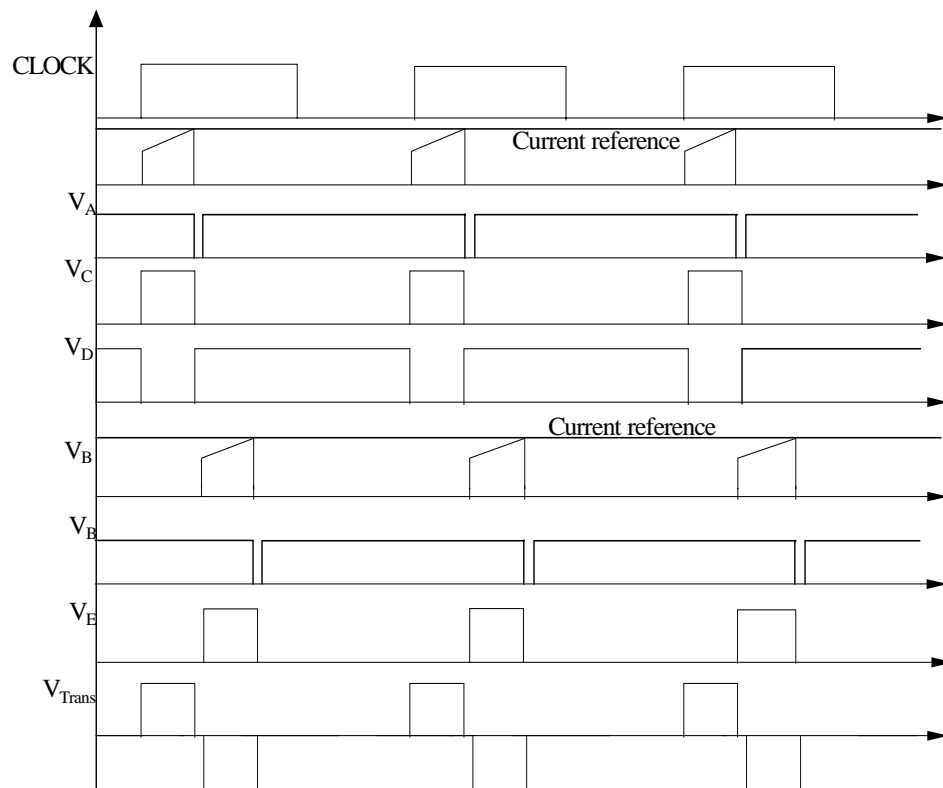 CLOCK
Current reference
V_A
V_C
V_D
Current reference
V_B
V_B
V_E
V_Trans